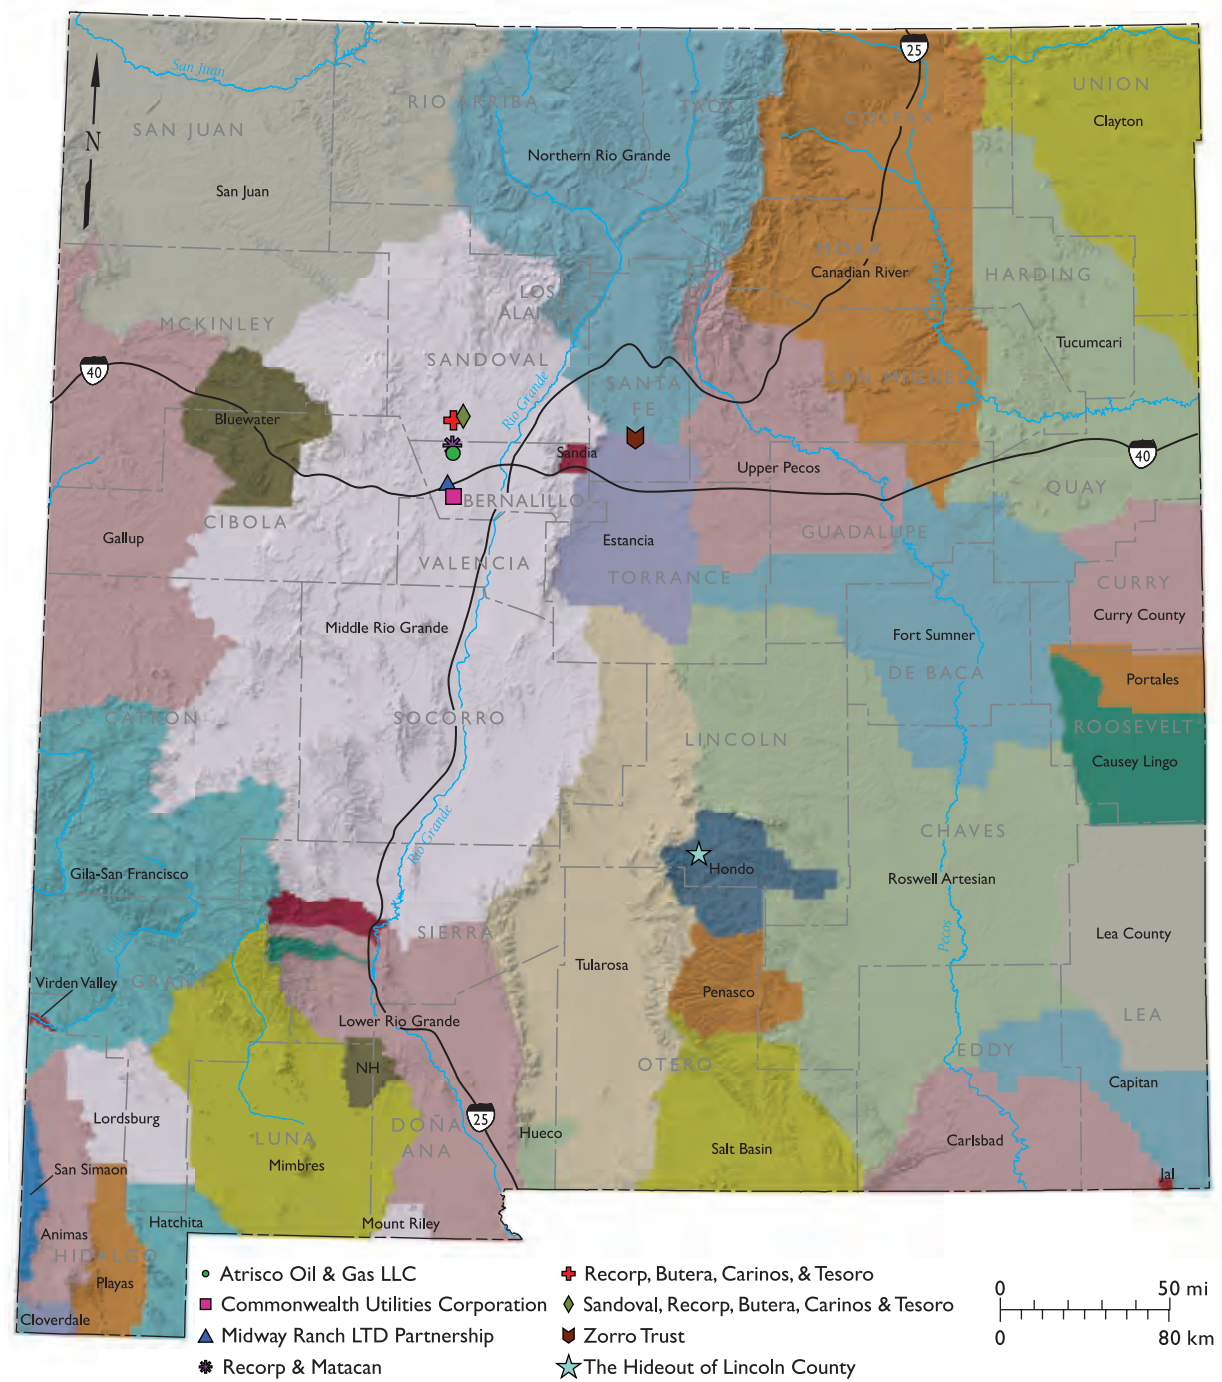 San Juan
25
RIO ARRIBA
TAOS
COLFAX
UNION
Clayton
SAN JUAN
N
Northern Rio Grande
San Juan
MORA
Canadian River
HARDING
Canadian
LOS
ALAMOS
MCKINLEY
Tucumcari
SANDOVAL
40
SANTA
FE
SAN MIGUEL
Rio Grande
Bluewater
Sandia
Upper Pecos
40
QUAY
BERNALILLO
CIBOLA
GUADALUPE
Gallup
Estancia
VALENCIA
TORRANCE
CURRY
Curry County
Middle Rio Grande
Fort Sumner
DE BACA
Portales
CATRON
SOCORRO
ROOSEVELT
LINCOLN
Causey Lingo
Rio Grande
CHAVES
Gila-San Francisco
Hondo
Roswell Artesian
SIERRA
Pecos
Lea County
Gila
Tularosa
Virden Valley
GRANT
Penasco
LEA
Lower Rio Grande
EDDY
OTERO
NH
Capitan
Lordsburg
25
LUNA
DOÑA
ANA
Hueco
Carlsbad
Salt Basin
Mimbres
San Simaon
Jal
Hatchita
Mount Riley
Animas
HIDALGO
Playas
Cloverdale
Atrisco Oil & Gas LLC
Commonwealth Utilities Corporation
Midway Ranch LTD Partnership
Recorp & Matacan
Recorp, Butera, Carinos, & Tesoro
Sandoval, Recorp, Butera, Carinos & Tesoro
Zorro Trust
The Hideout of Lincoln County
0 50 mi
0 80 km